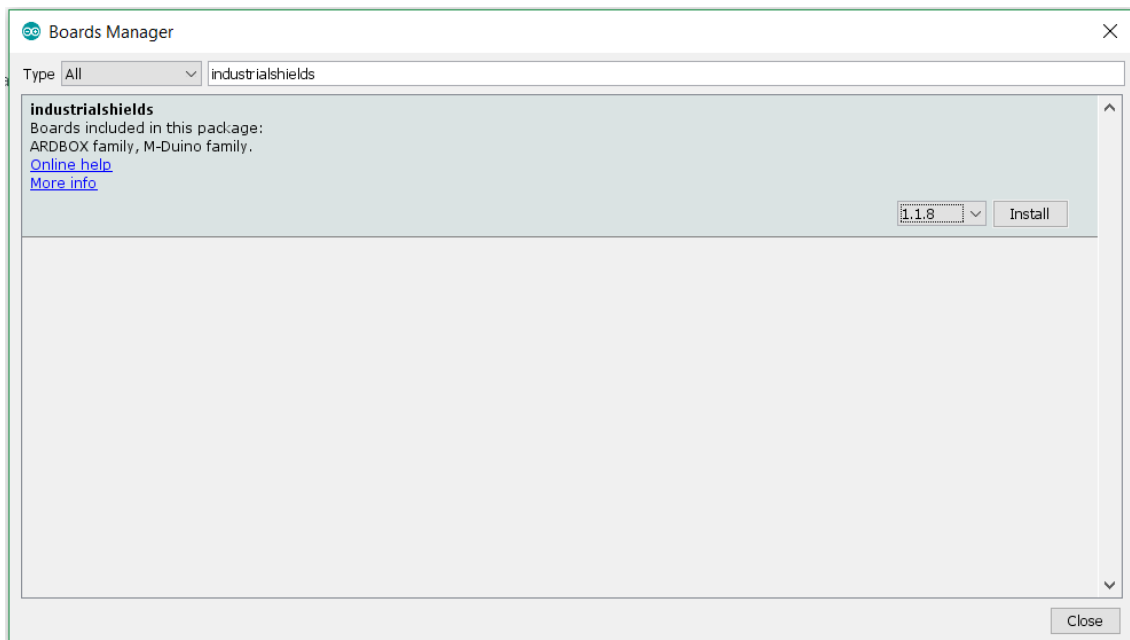 Boards Manager
Type All industrialshields
industrialshields
Boards included in this package:
ARDBOX family, M-Duino family.
Online help
More info
1.1.8 Install
Close